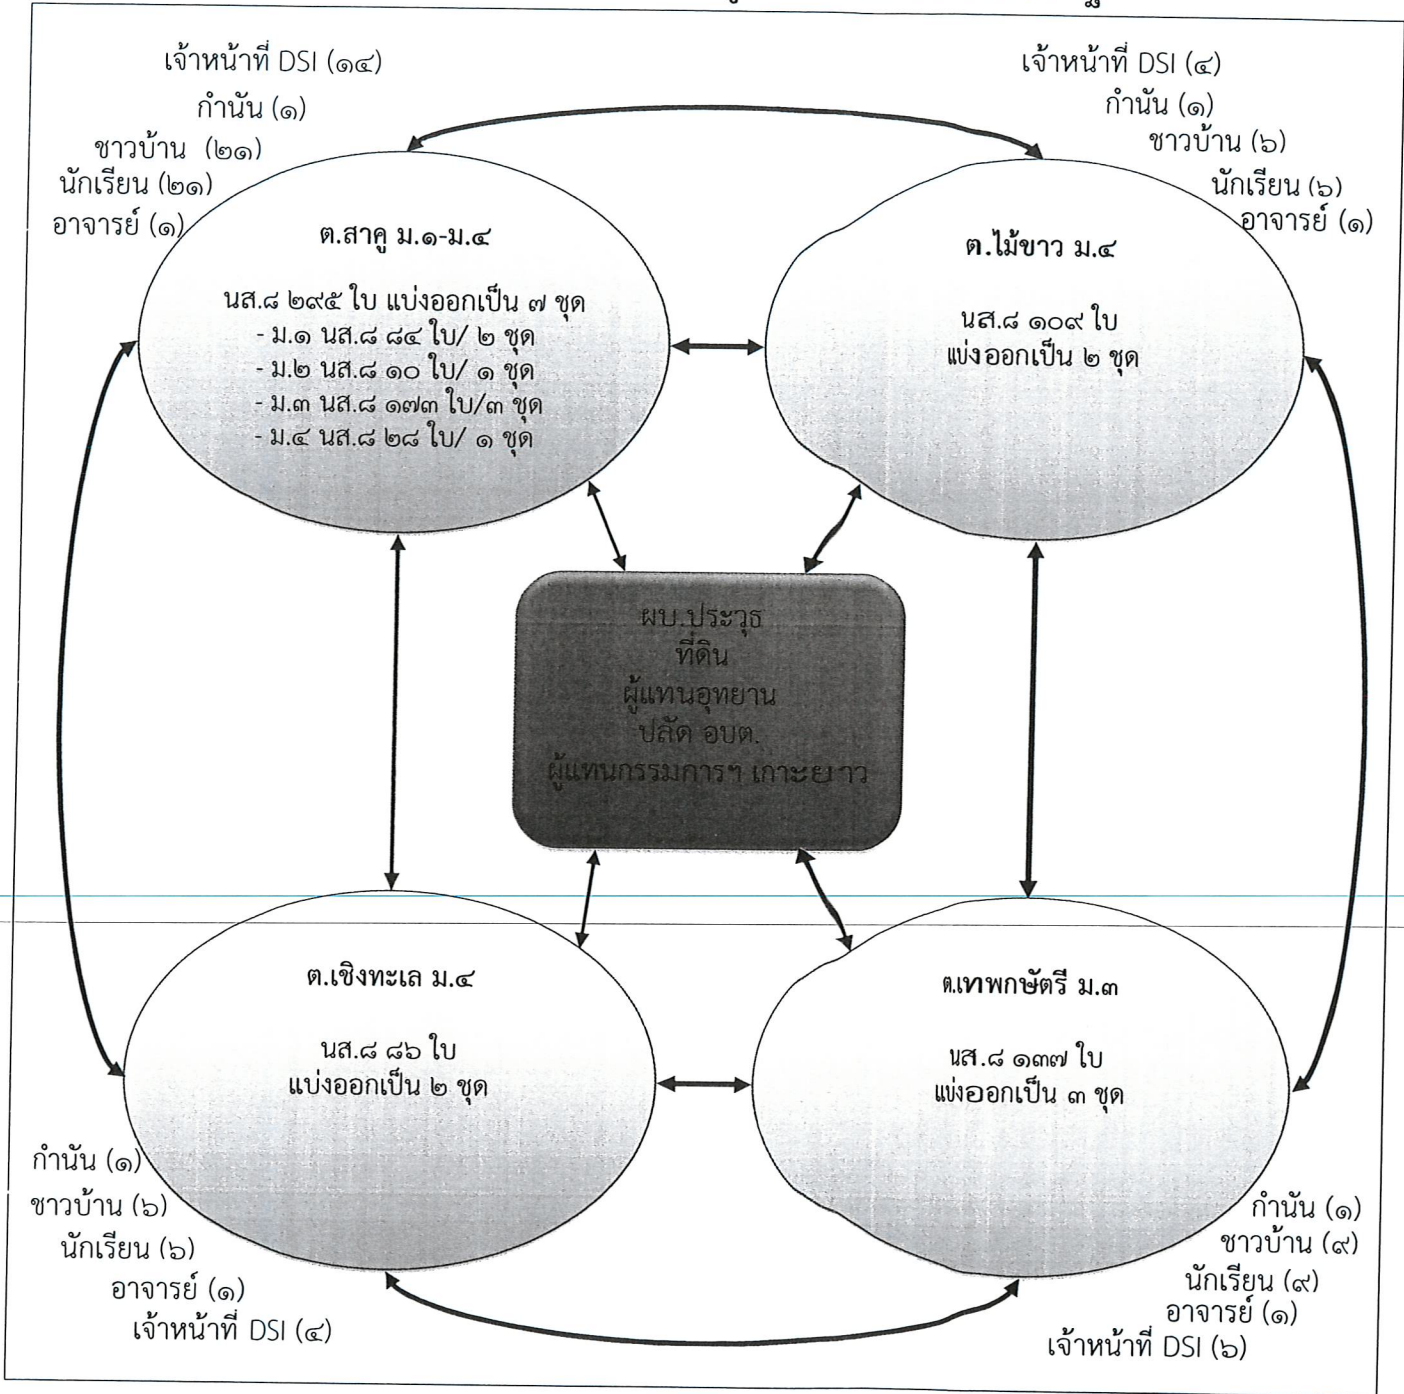 เจ้าหน้าที่ DSI (๑๔)
กำนัน (๑)
ชาวบ้าน (๒๑)
นักเรียน (๒๑)
อาจารย์ (๑)
เจ้าหน้าที่ DSI (๔)
กำนัน (๑)
ชาวบ้าน (๖)
นักเรียน (๖)
อาจารย์ (๑)
ต.สาคู ม.๑-ม.๔
นส.๘ ๒๙๕ ใบ แบ่งออกเป็น ๗ ชุด
- ม.๑ นส.๘ ๘๔ ใบ/ ๒ ชุด
- ม.๒ นส.๘ ๑๐ ใบ/ ๑ ชุด
- ม.๓ นส.๘ ๑๗๓ ใบ/๓ ชุด
- ม.๔ นส.๘ ๒๘ ใบ/ ๑ ชุด
ต.ไม้ขาว ม.๔
นส.๘ ๑๐๙ ใบ
แบ่งออกเป็น ๒ ชุด
ผบ.ประวุธ
ที่ดิน
ผู้แทนอุทยาน
ปลัด อบต.
ผู้แทนกรรมการฯ เกาะยาว
ต.เชิงทะเล ม.๔
นส.๘ ๘๖ ใบ
แบ่งออกเป็น ๒ ชุด
ต.เทพกษัตรี ม.๓
นส.๘ ๑๓๗ ใบ
แบ่งออกเป็น ๓ ชุด
กำนัน (๑)
ชาวบ้าน (๖)
นักเรียน (๖)
อาจารย์ (๑)
เจ้าหน้าที่ DSI (๔)
กำนัน (๑)
ชาวบ้าน (๙)
นักเรียน (๙)
อาจารย์ (๑)
เจ้าหน้าที่ DSI (๖)